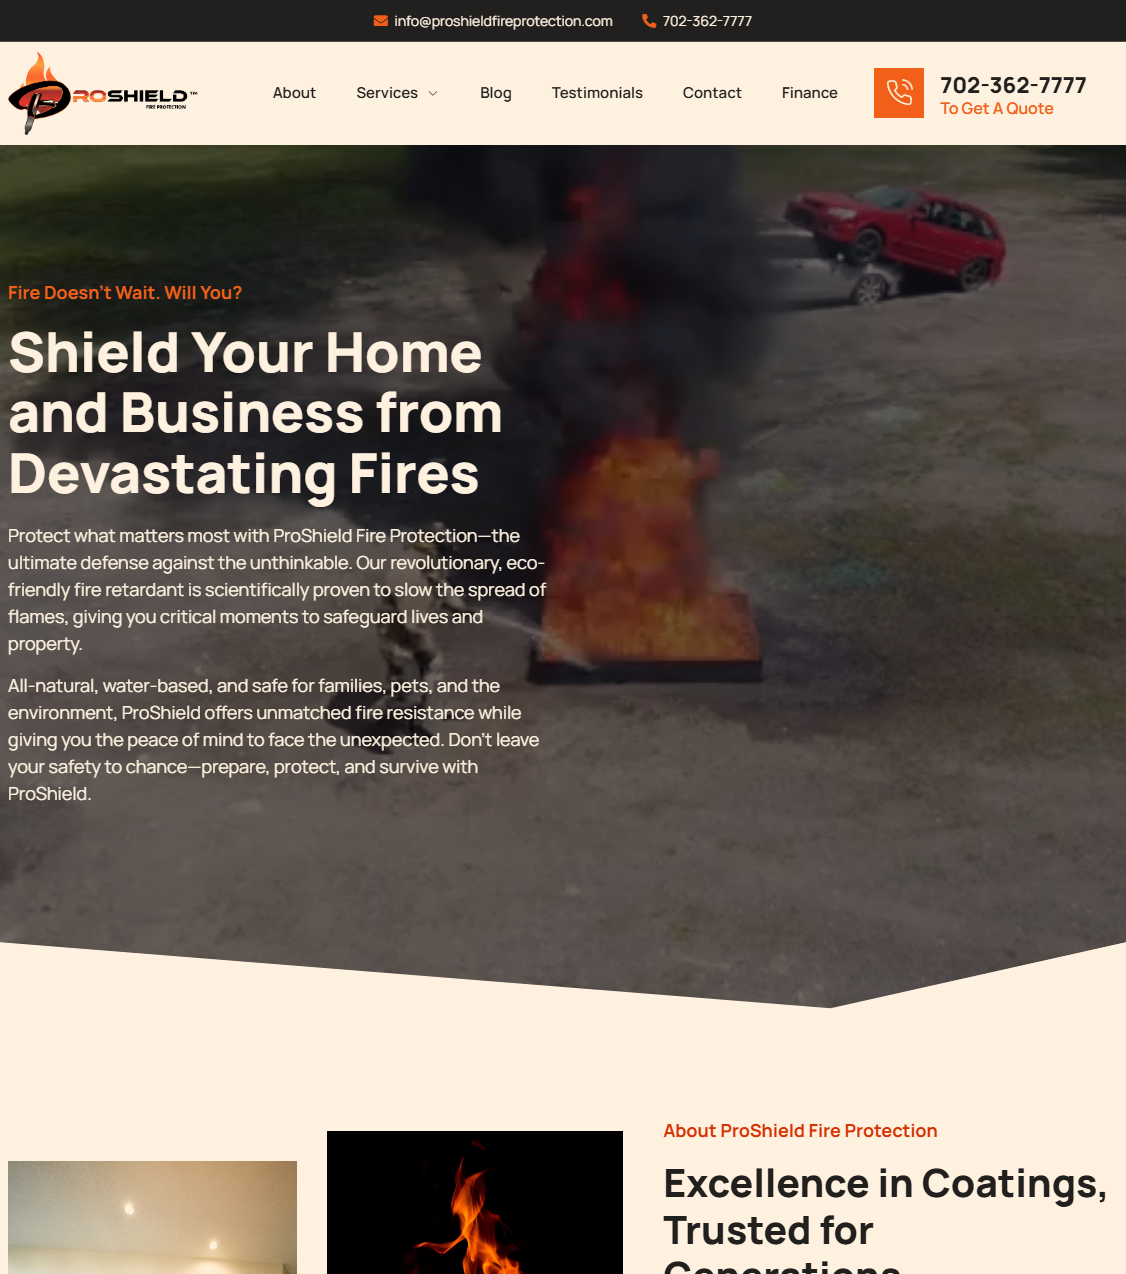 info@proshieldfireprotection.com 702-362-7777
ROSHIELD™
FIRE PROTECTION
About Services Blog Testimonials Contact Finance
702-362-7777
To Get A Quote
Fire Doesn't Wait. Will You?
Shield Your Home
and Business from
Devastating Fires
Protect what matters most with ProShield Fire Protection—the
ultimate defense against the unthinkable. Our revolutionary, eco-
friendly fire retardant is scientifically proven to slow the spread of
flames, giving you critical moments to safeguard lives and
property.
All-natural, water-based, and safe for families, pets, and the
environment, ProShield offers unmatched fire resistance while
giving you the peace of mind to face the unexpected. Don't leave
your safety to chance—prepare, protect, and survive with
ProShield.
About ProShield Fire Protection
Excellence in Coatings,
Trusted for
Generations